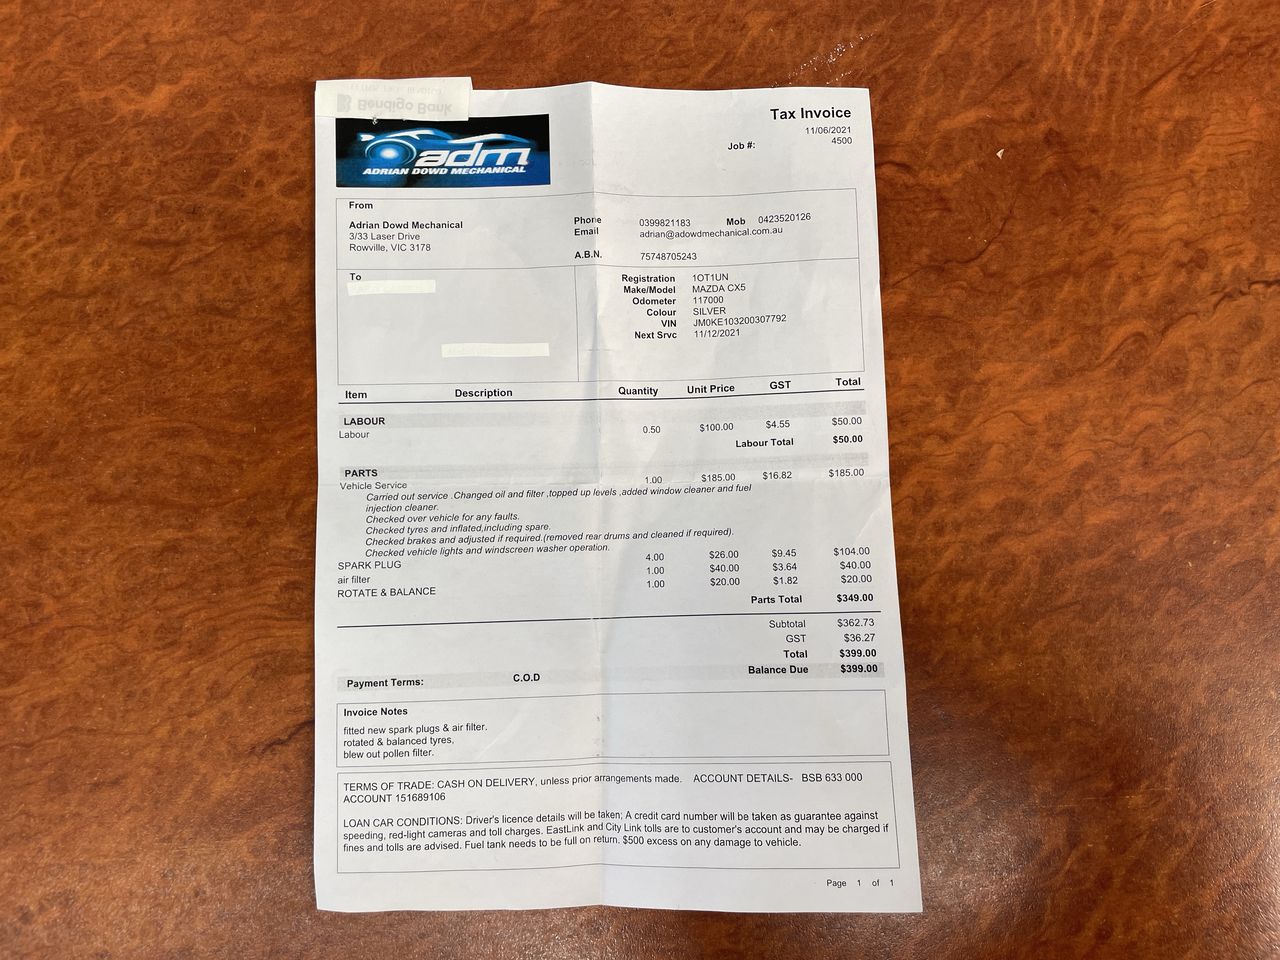 Bendigo Bank
adm
ADRIAN DOWD MECHANICAL
Tax Invoice
11/06/2021
Job #: 4500
From
Adrian Dowd Mechanical
3/33 Laser Drive
Rowville, VIC 3178
Phone 0399821183 Mob 0423520126
Email adrian@adowdmechanical.com.au
A.B.N. 75748705243
To
Registration 1OT1UN
Make/Model MAZDA CX5
Odometer 117000
Colour SILVER
VIN JM0KE103200307792
Next Srvc 11/12/2021
Item Description Quantity Unit Price GST Total
LABOUR
Labour 0.50 $100.00 $4.55 $50.00
Labour Total $50.00
PARTS
Vehicle Service 1.00 $185.00 $16.82 $185.00
Carried out service .Changed oil and filter ,topped up levels ,added window cleaner and fuel
injection cleaner.
Checked over vehicle for any faults.
Checked tyres and inflated,including spare.
Checked brakes and adjusted if required.(removed rear drums and cleaned if required).
Checked vehicle lights and windscreen washer operation.
SPARK PLUG 4.00 $26.00 $9.45 $104.00
air filter 1.00 $40.00 $3.64 $40.00
ROTATE & BALANCE 1.00 $20.00 $1.82 $20.00
Parts Total $349.00
Subtotal $362.73
GST $36.27
Total $399.00
Balance Due $399.00
Payment Terms: C.O.D
Invoice Notes
fitted new spark plugs & air filter.
rotated & balanced tyres,
blew out pollen filter.
TERMS OF TRADE: CASH ON DELIVERY, unless prior arrangements made. ACCOUNT DETAILS- BSB 633 000
ACCOUNT 151689106
LOAN CAR CONDITIONS: Driver's licence details will be taken; A credit card number will be taken as guarantee against
speeding, red-light cameras and toll charges. EastLink and City Link tolls are to customer's account and may be charged if
fines and tolls are advised. Fuel tank needs to be full on return. $500 excess on any damage to vehicle.
Page 1 of 1